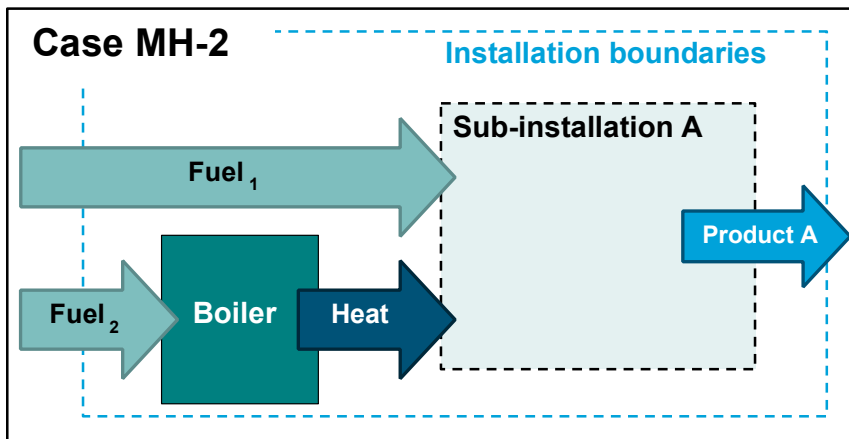 Case MH-2
Installation boundaries
Sub-installation A
Fuel 1
Product A
Fuel 2
Boiler
Heat